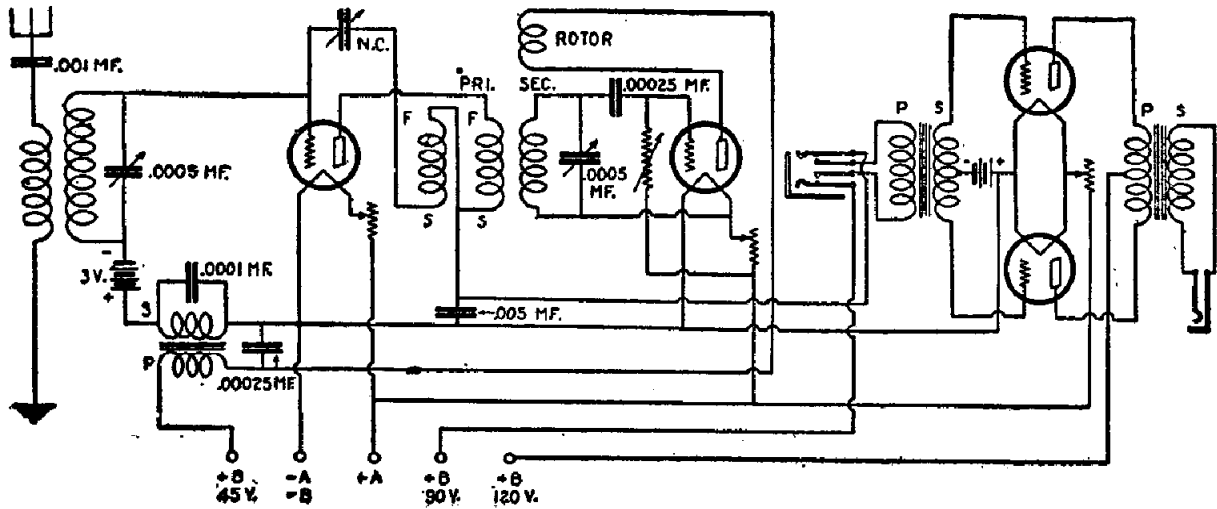 .001 MF.
N.C.
ROTOR
PRI.
SEC.
.00025 MF.
F
F
P
S
P
S
.0005
MF.
.0005 MF.
S
S
- +
-
3 V.
+
.0001 MF.
S
.005 MF.
P
.00025 MF
+B
45 V.
-A
-B
+A
+B
90 V.
+B
120 V.